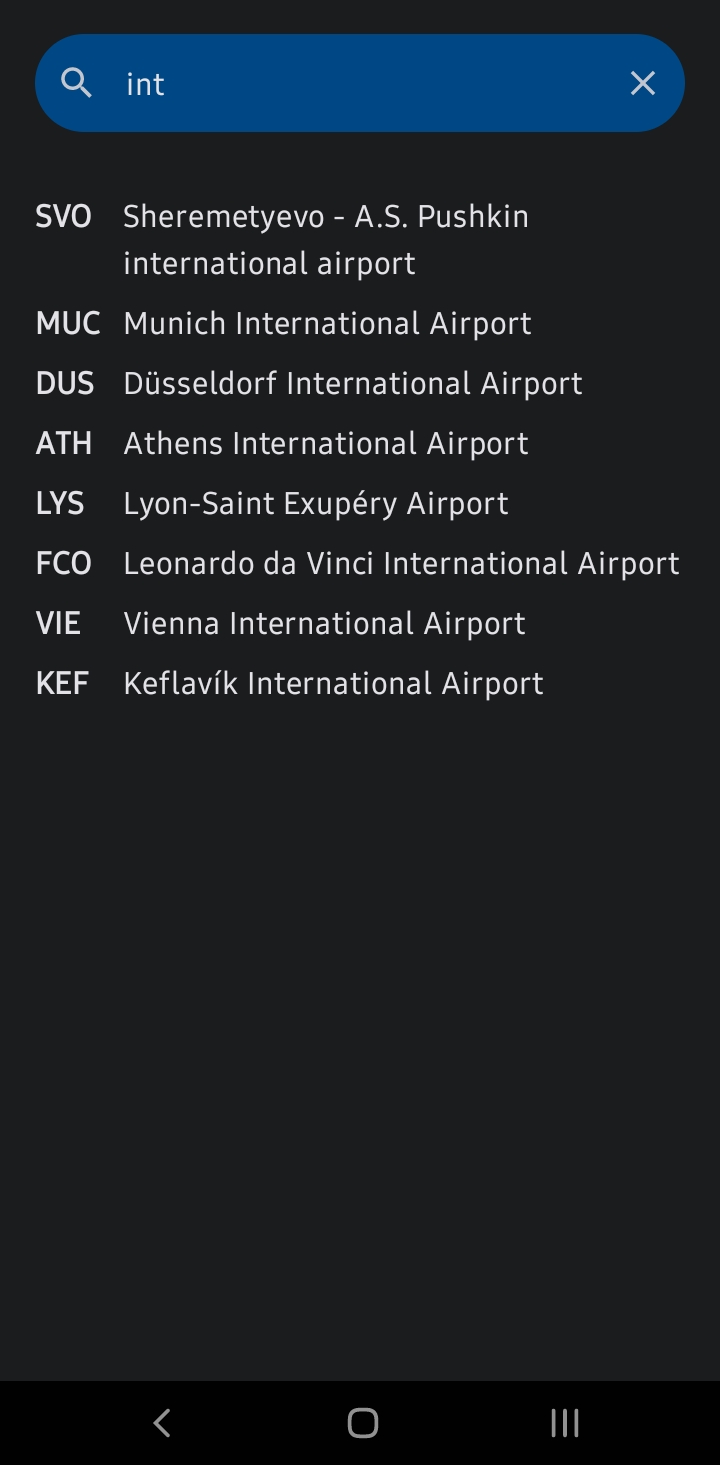 int
SVO Sheremetyevo - A.S. Pushkin
international airport
MUC Munich International Airport
DUS Düsseldorf International Airport
ATH Athens International Airport
LYS Lyon-Saint Exupéry Airport
FCO Leonardo da Vinci International Airport
VIE Vienna International Airport
KEF Keflavík International Airport